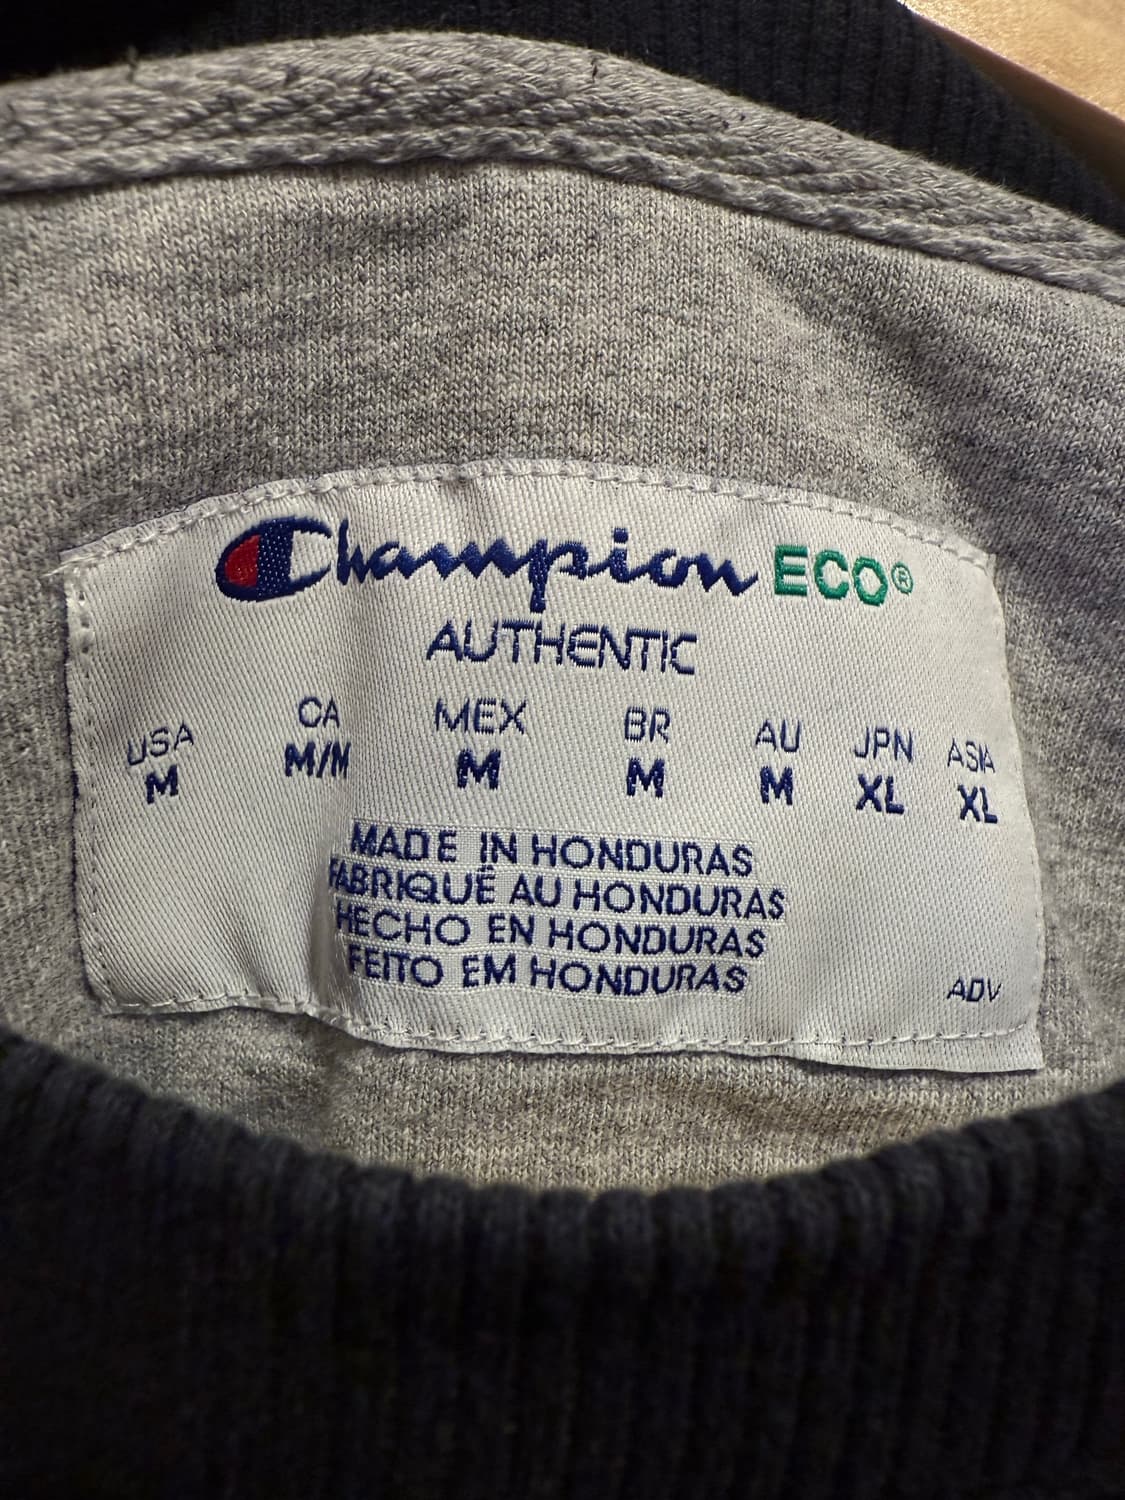 Champion ECO®
AUTHENTIC
USA CA MEX BR AU JPN ASIA
M M/M M M M XL XL
MADE IN HONDURAS
FABRIQUÊ AU HONDURAS
HECHO EN HONDURAS
FEITO EM HONDURAS
ADV